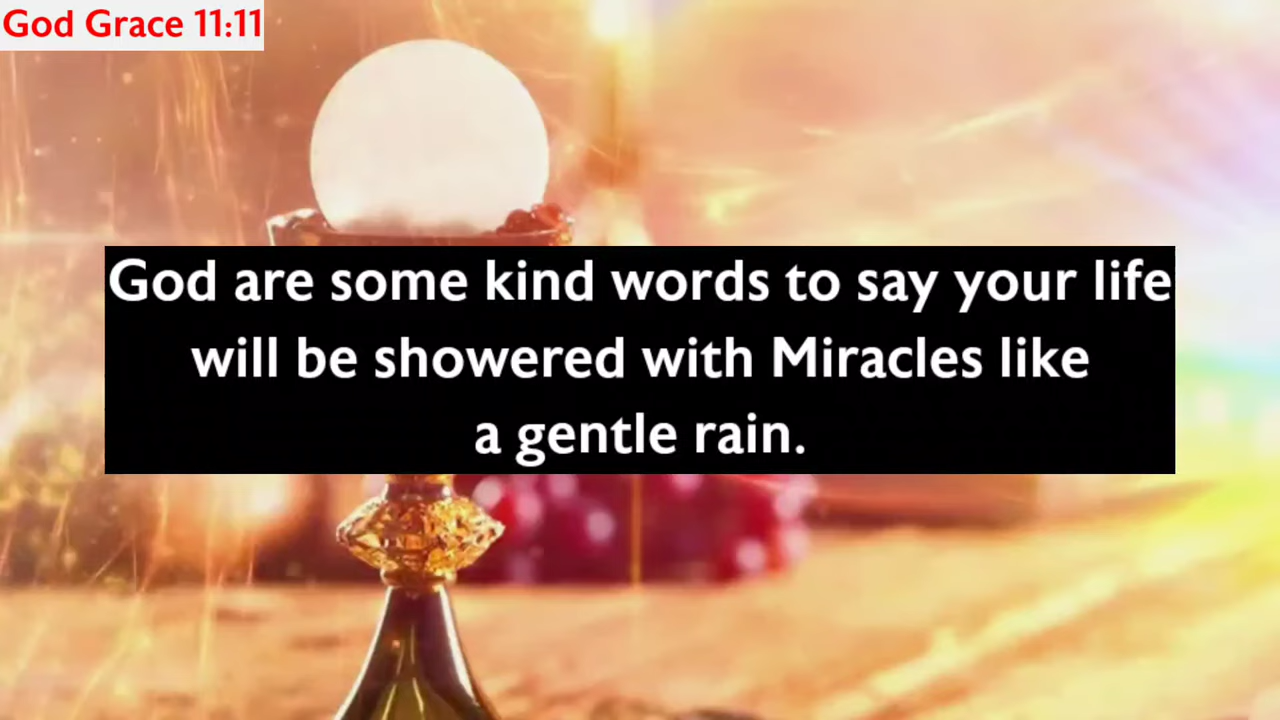 God Grace 11:11
God are some kind words to say your life
will be showered with Miracles like
a gentle rain.